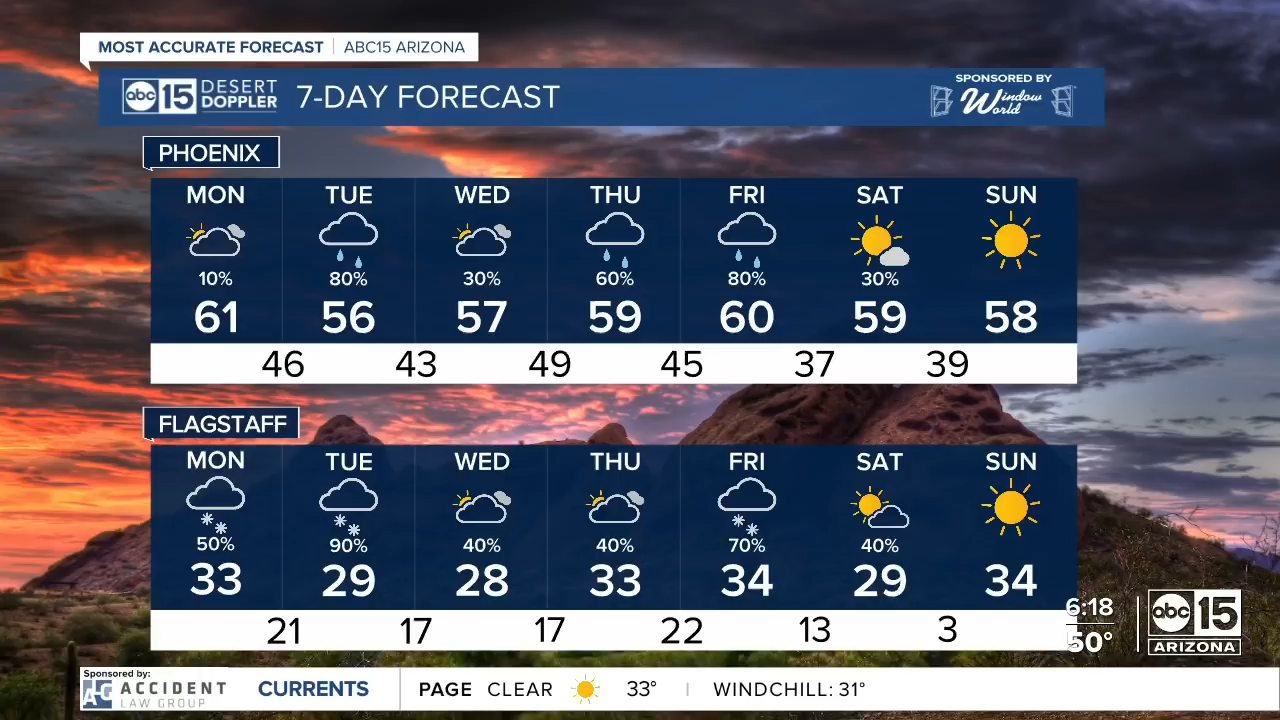 MOST ACCURATE FORECAST | ABC15 ARIZONA
abc 15 DESERT DOPPLER 7-DAY FORECAST
SPONSORED BY
Window World
PHOENIX
MON TUE WED THU FRI SAT SUN
10% 80% 30% 60% 80% 30%
61 56 57 59 60 59 58
46 43 49 45 37 39
FLAGSTAFF
MON TUE WED THU FRI SAT SUN
50% 90% 40% 40% 70% 40%
33 29 28 33 34 29 34
21 17 17 22 13 3
6:18
50°
abc 15
ARIZONA
Sponsored by:
AG ACCIDENT
LAW GROUP
CURRENTS PAGE CLEAR 33° | WINDCHILL: 31°